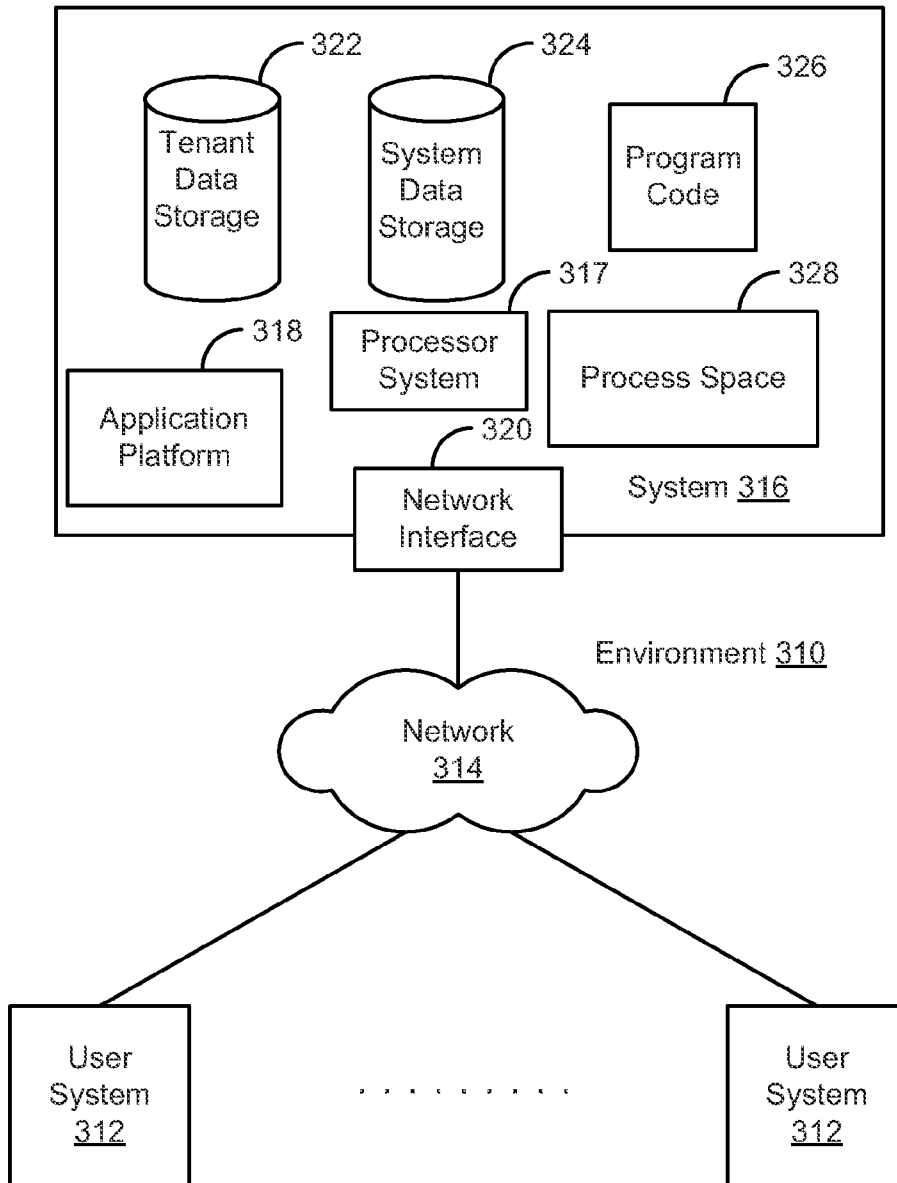 322
324
326
Tenant
Data
Storage
System
Data
Storage
Program
Code
317
328
318
Processor
System
Process Space
Application
Platform
320
System 316
Network
Interface
Environment 310
Network
314
User
System
312
. . . . . . . . .
User
System
312